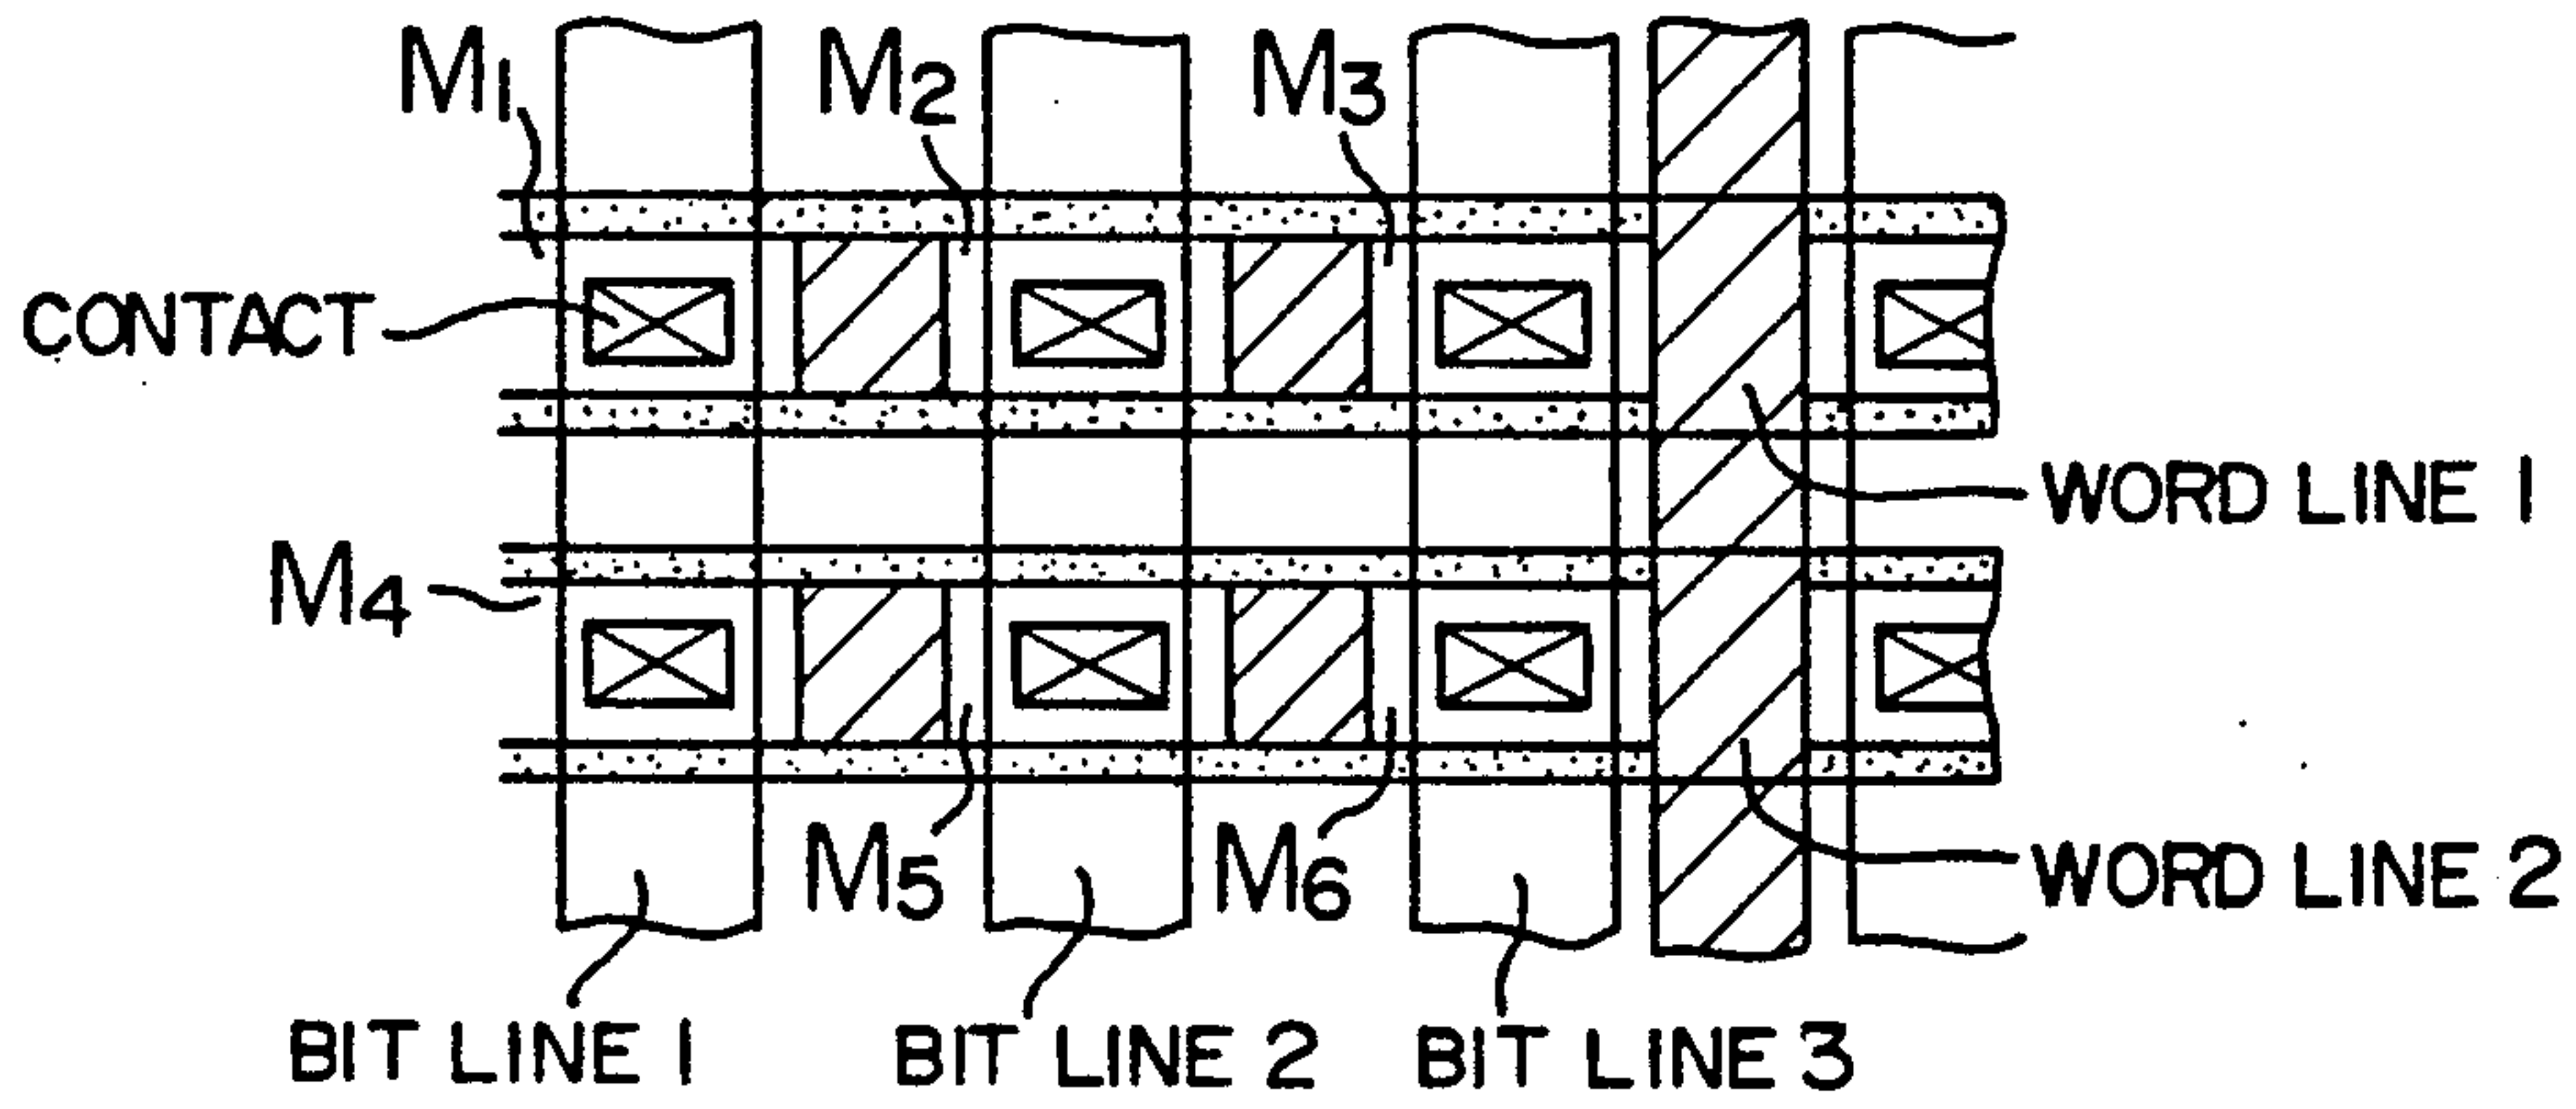 M1 M2 M3
CONTACT
WORD LINE 1
M4
M5 M6
WORD LINE 2
BIT LINE 1 BIT LINE 2 BIT LINE 3